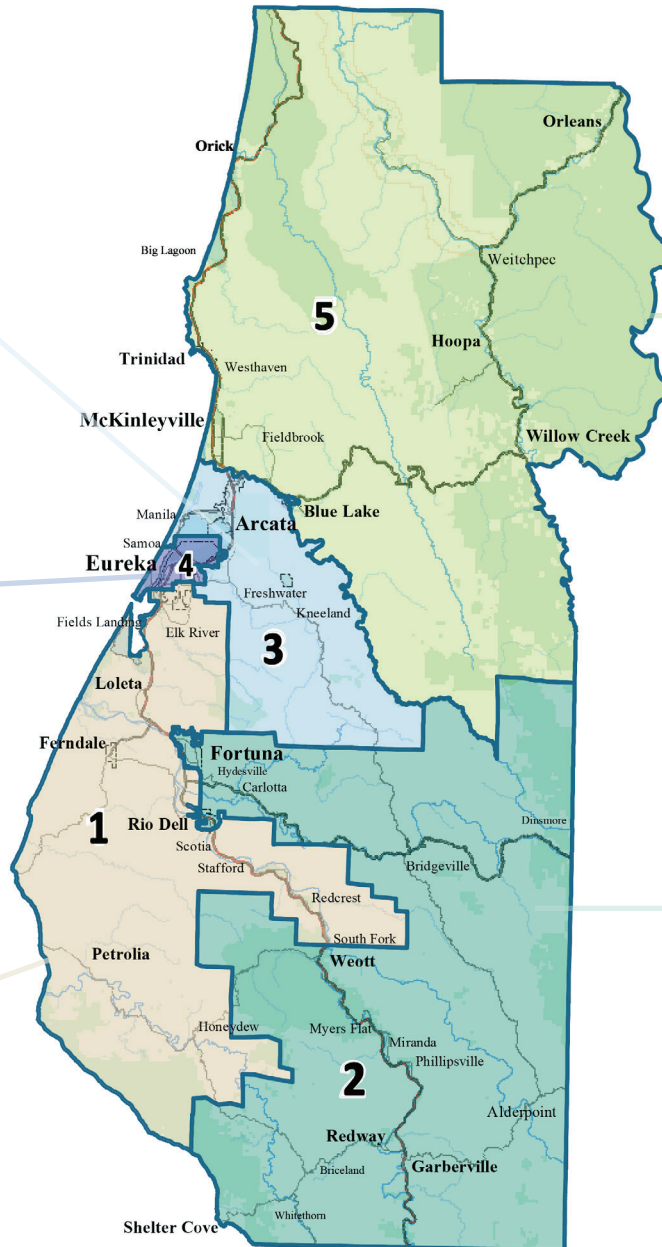 Orleans
Orick
Big Lagoon
Weitchpec
5
Hoopa
Trinidad
Westhaven
McKinleyville
Fieldbrook
Willow Creek
Manila
Arcata
Blue Lake
Samoa
Eureka
4
Freshwater
Kneeland
Fields Landing
Elk River
3
Loleta
Ferndale
Fortuna
Hydesville
Carlotta
1
Rio Dell
Dinsmore
Scotia
Stafford
Bridgeville
Redcrest
South Fork
Petrolia
Weott
Honeydew
Myers Flat
Miranda
Phillipsville
2
Alderpoint
Redway
Briceland
Garberville
Whitethorn
Shelter Cove